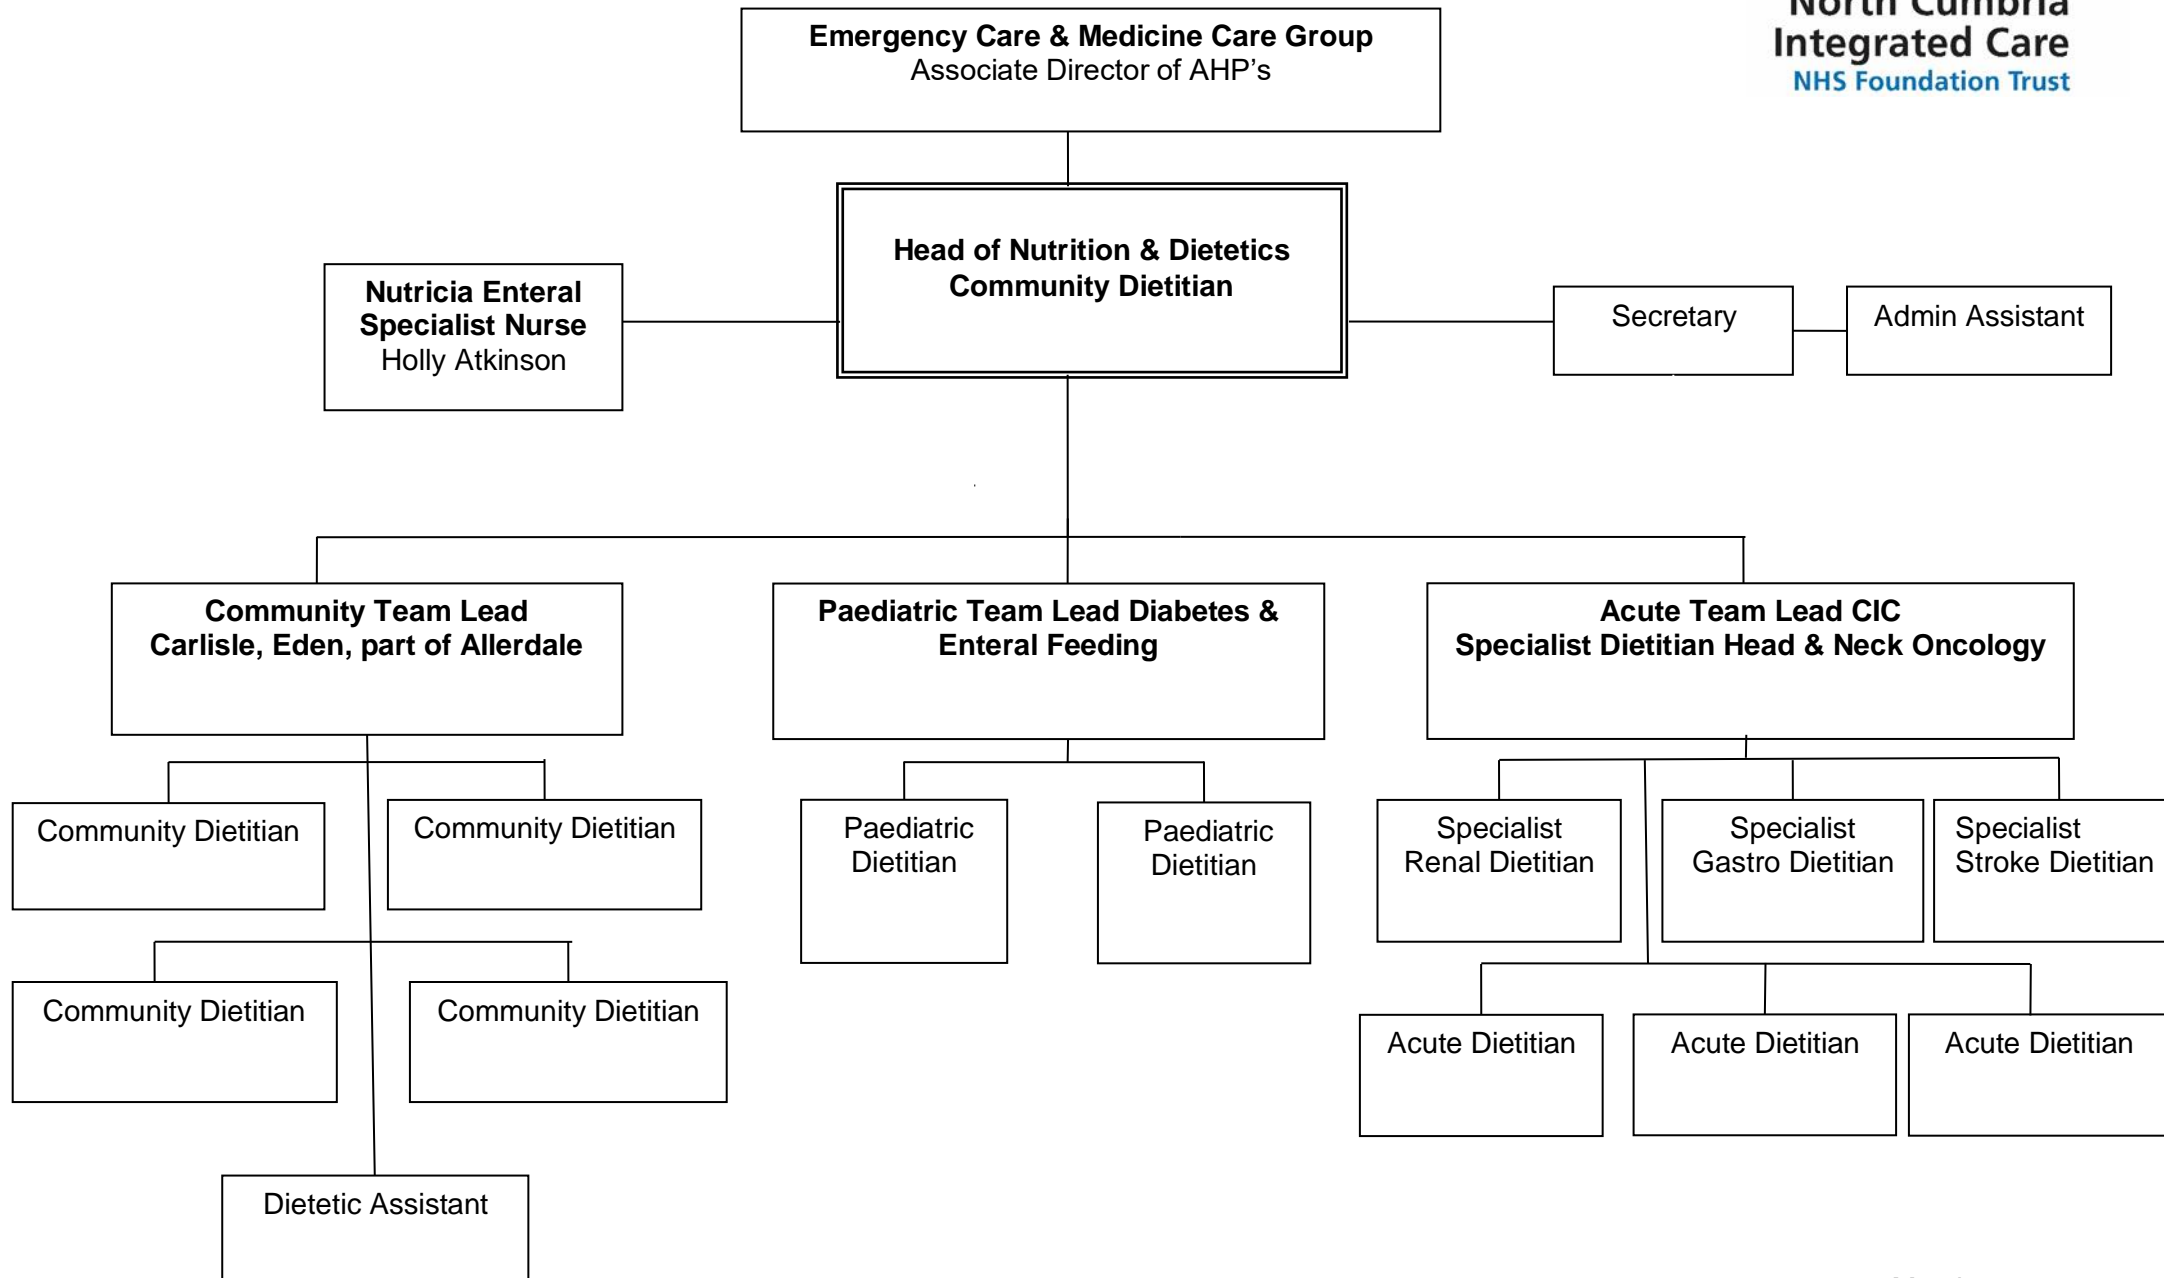 North Cumbria
Integrated Care
NHS Foundation Trust
Emergency Care & Medicine Care Group
Associate Director of AHP’s
Head of Nutrition & Dietetics
Community Dietitian
Nutricia Enteral
Specialist Nurse
Holly Atkinson
Secretary
Admin Assistant
Community Team Lead
Carlisle, Eden, part of Allerdale
Paediatric Team Lead Diabetes &
Enteral Feeding
Acute Team Lead CIC
Specialist Dietitian Head & Neck Oncology
Community Dietitian
Community Dietitian
Paediatric
Dietitian
Paediatric
Dietitian
Specialist
Renal Dietitian
Specialist
Gastro Dietitian
Specialist
Stroke Dietitian
Community Dietitian
Community Dietitian
Acute Dietitian
Acute Dietitian
Acute Dietitian
Dietetic Assistant